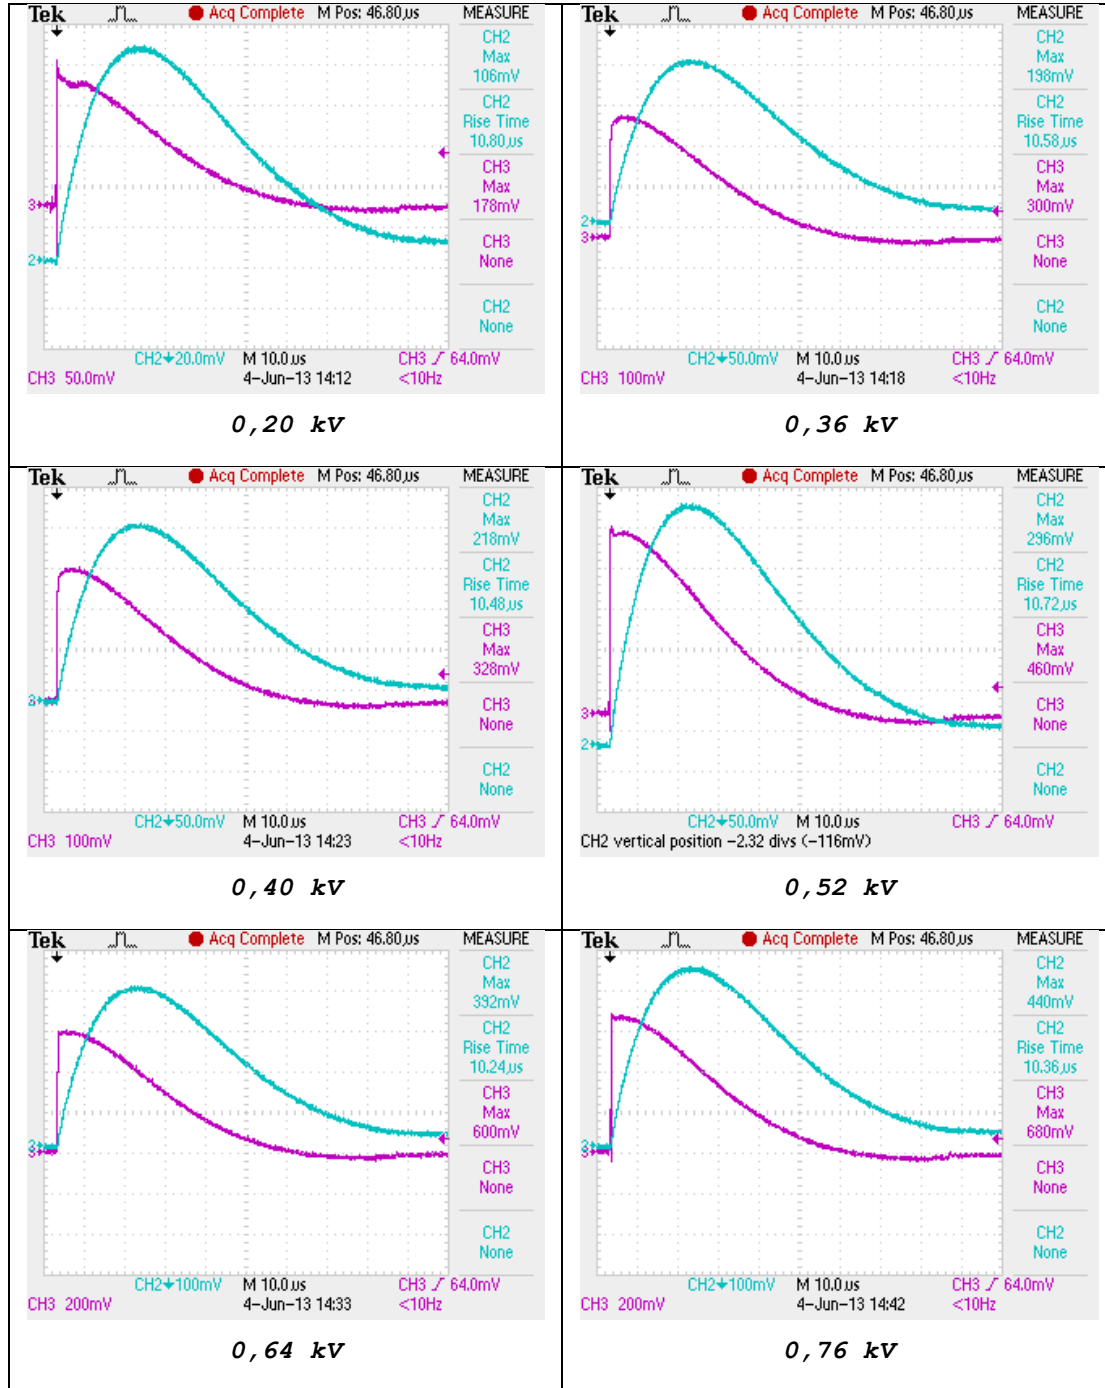 Tek Acq Complete M Pos: 46.80µs MEASURE
CH2
Max
106mV
CH2
Rise Time
10.80µs
CH3
Max
178mV
CH3
None
CH2
None
3
2
CH2 20.0mV M 10.0µs CH3 64.0mV
CH3 50.0mV 4-Jun-13 14:12 <10Hz
0,20 kV
Tek Acq Complete M Pos: 46.80µs MEASURE
CH2
Max
198mV
CH2
Rise Time
10.58µs
CH3
Max
300mV
CH3
None
CH2
None
2
3
CH2 50.0mV M 10.0µs CH3 64.0mV
CH3 100mV 4-Jun-13 14:18 <10Hz
0,36 kV
Tek Acq Complete M Pos: 46.80µs MEASURE
CH2
Max
218mV
CH2
Rise Time
10.48µs
CH3
Max
328mV
CH3
None
CH2
None
3
CH2 50.0mV M 10.0µs CH3 64.0mV
CH3 100mV 4-Jun-13 14:23 <10Hz
0,40 kV
Tek Acq Complete M Pos: 46.80µs MEASURE
CH2
Max
296mV
CH2
Rise Time
10.72µs
CH3
Max
460mV
CH3
None
CH2
None
3
2
CH2 50.0mV M 10.0µs CH3 64.0mV
CH2 vertical position -2.32 divs (-116mV)
0,52 kV
Tek Acq Complete M Pos: 46.80µs MEASURE
CH2
Max
392mV
CH2
Rise Time
10.24µs
CH3
Max
600mV
CH3
None
CH2
None
3
CH2 100mV M 10.0µs CH3 64.0mV
CH3 200mV 4-Jun-13 14:33 <10Hz
0,64 kV
Tek Acq Complete M Pos: 46.80µs MEASURE
CH2
Max
440mV
CH2
Rise Time
10.36µs
CH3
Max
680mV
CH3
None
CH2
None
3
CH2 100mV M 10.0µs CH3 64.0mV
CH3 200mV 4-Jun-13 14:42 <10Hz
0,76 kV